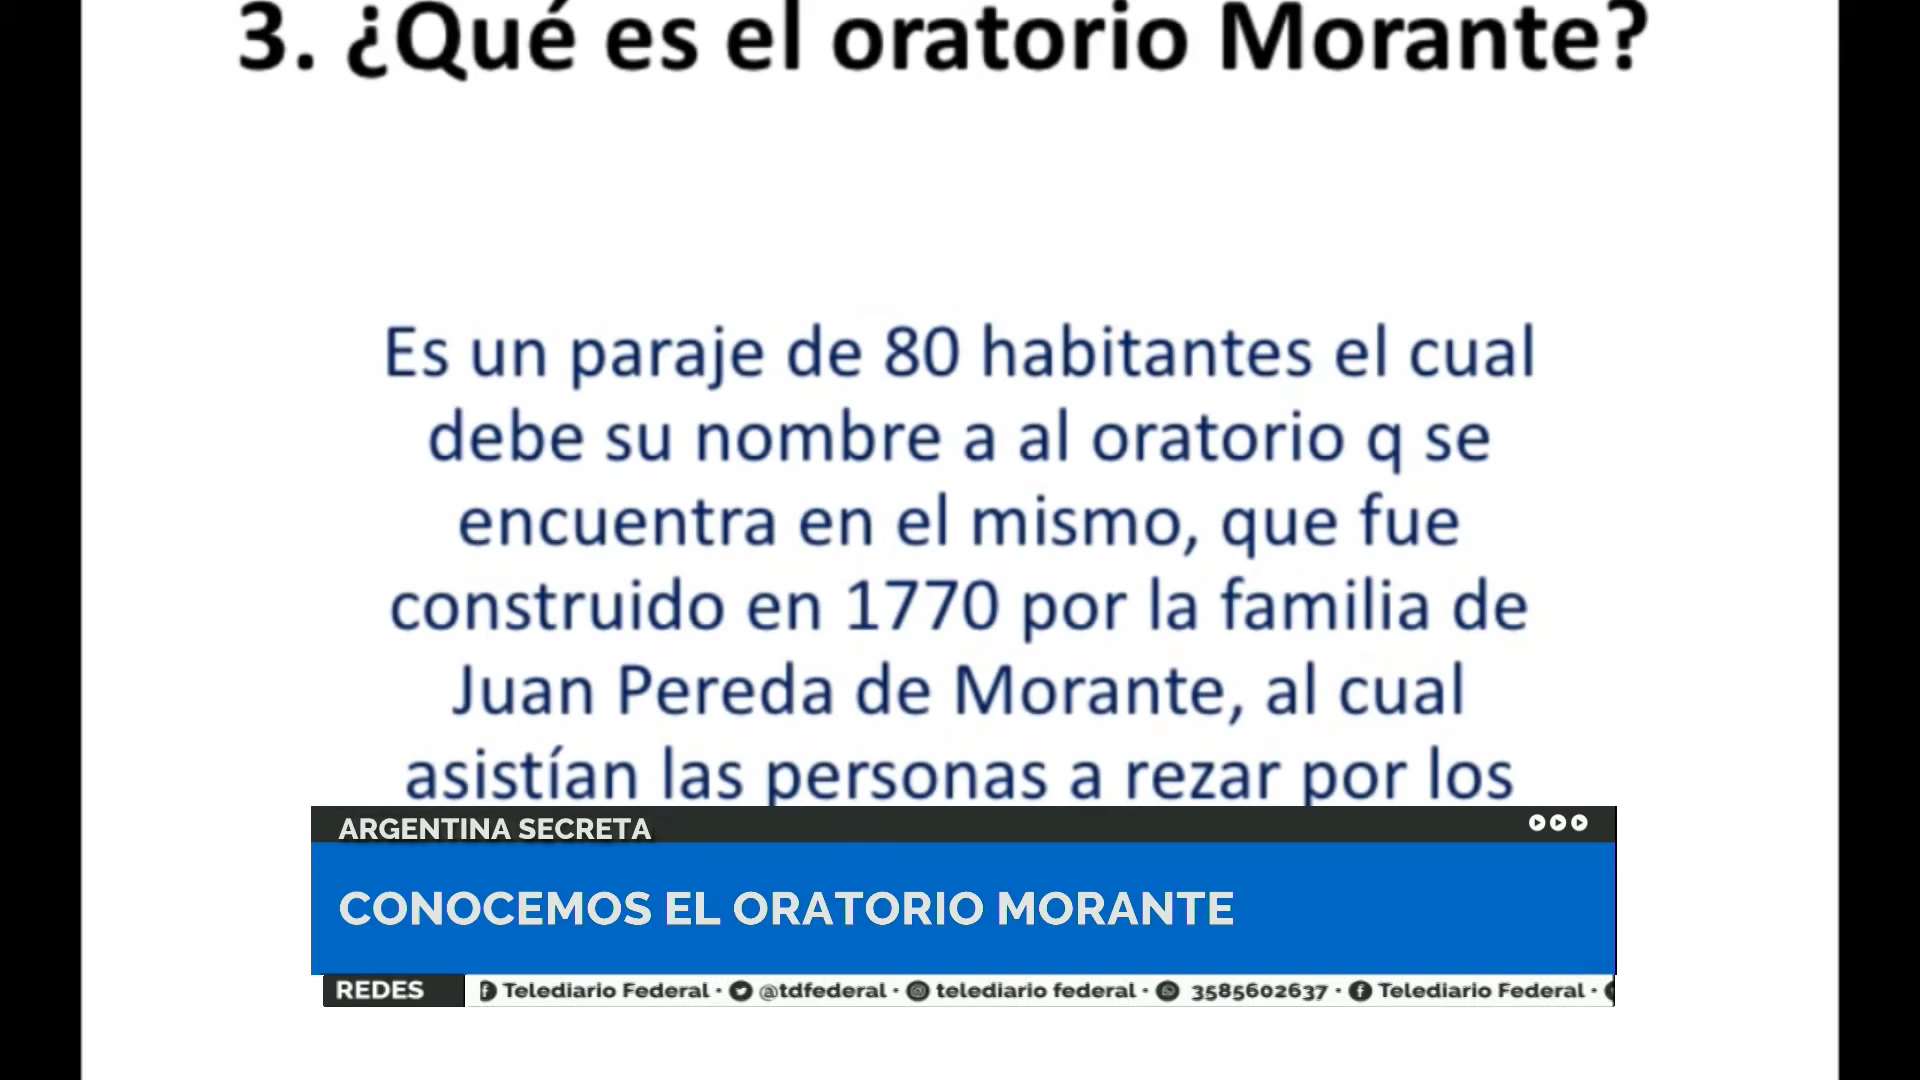 3. ¿Qué es el oratorio Morante?
Es un paraje de 80 habitantes el cual
debe su nombre a al oratorio q se
encuentra en el mismo, que fue
construido en 1770 por la familia de
Juan Pereda de Morante, al cual
asistían las personas a rezar por los
ARGENTINA SECRETA
CONOCEMOS EL ORATORIO MORANTE
REDES Telediario Federal · @tdfederal · telediario federal · 3585602637 · Telediario Federal ·